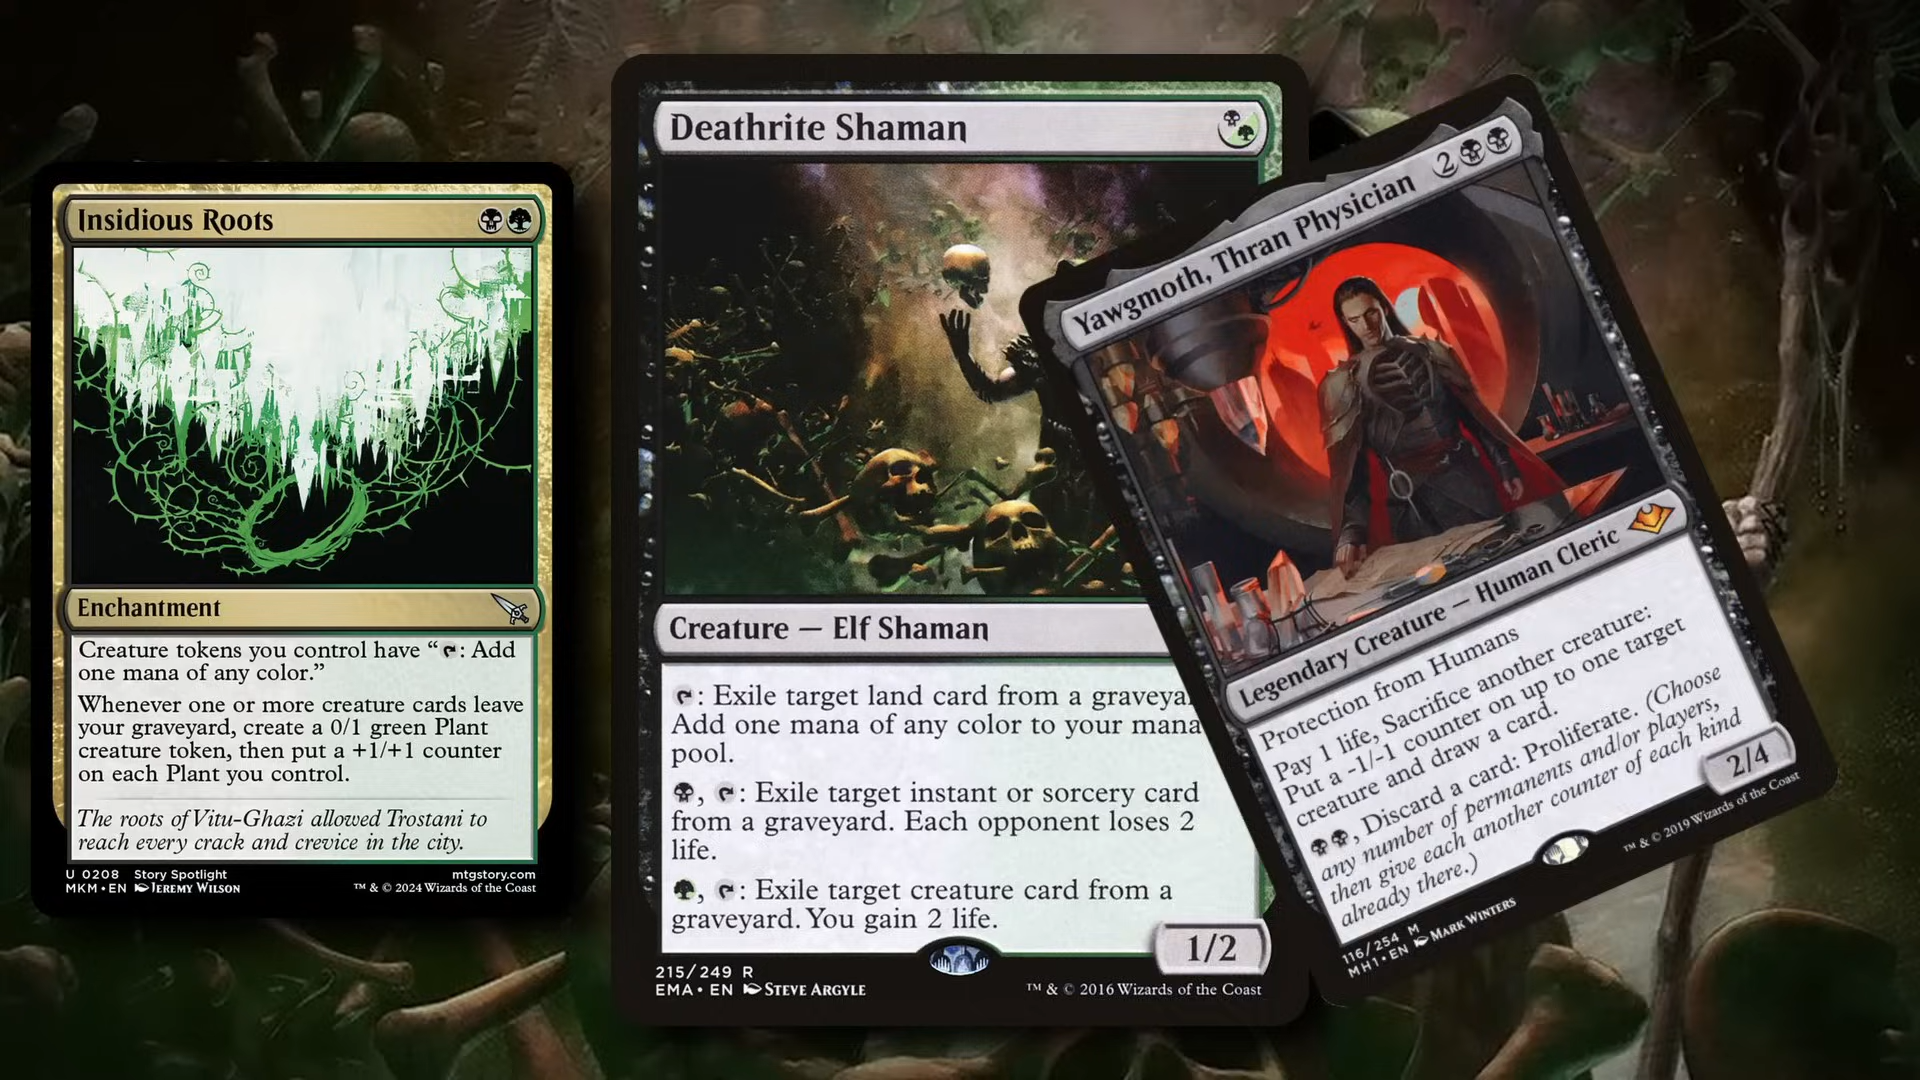 Insidious Roots
Enchantment
Creature tokens you control have “: Add
one mana of any color.”
Whenever one or more creature cards leave
your graveyard, create a 0/1 green Plant
creature token, then put a +1/+1 counter
on each Plant you control.
The roots of Vitu-Ghazi allowed Trostani to
reach every crack and crevice in the city.
U 0208 Story Spotlight
mtgstory.com
MKM • EN JEREMY WILSON
™ & © 2024 Wizards of the Coast
Deathrite Shaman
Creature — Elf Shaman
: Exile target land card from a graveya
Add one mana of any color to your mana
pool.
, : Exile target instant or sorcery card
from a graveyard. Each opponent loses 2
life.
, : Exile target creature card from a
graveyard. You gain 2 life.
1/2
215/249 R
EMA • EN STEVE ARGYLE
™ & © 2016 Wizards of the Coast
Yawgmoth, Thran Physician 2
Legendary Creature — Human Cleric
Protection from Humans
Pay 1 life, Sacrifice another creature:
Put a -1/-1 counter on up to one target
creature and draw a card.
, Discard a card: Proliferate. (Choose
any number of permanents and/or players,
then give each another counter of each kind
already there.)
2/4
116/254 M
MH1 • EN MARK WINTERS
™ & © 2019 Wizards of the Coast